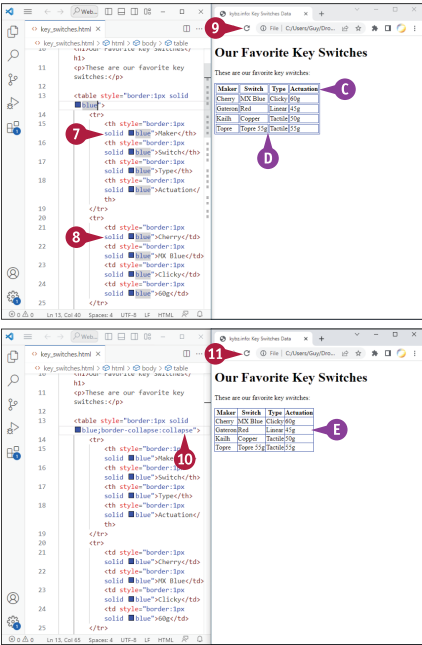 Web...
key_switches.html
key_switches.html > html > body > table
10 <h1>Our Favorite Key Switches</
h1>
11 <p>These are our favorite key
switches:</p>
12
13 <table style="border:1px solid
blue">
14 <tr>
15 <th style="border:1px
solid blue">Maker</th>
16 <th style="border:1px
solid blue">Switch</th>
17 <th style="border:1px
solid blue">Type</th>
18 <th style="border:1px
solid blue">Actuation</
th>
19 </tr>
20 <tr>
21 <td style="border:1px
solid blue">Cherry</td>
22 <td style="border:1px
solid blue">MX Blue</td>
23 <td style="border:1px
solid blue">Clicky</td>
24 <td style="border:1px
solid blue">60g</td>
25 </tr>
0 0 Ln 13, Col 40 Spaces: 4 UTF-8 LF HTML
7
8
9
kybs.info: Key Switches Data
File C:/Users/Guy/Dro...
Our Favorite Key Switches
These are our favorite key switches:
Maker Switch Type Actuation
Cherry MX Blue Clicky 60g
Gateron Red Linear 45g
Kailh Copper Tactile 50g
Topre Topre 55g Tactile 55g
C
D
Web...
key_switches.html
key_switches.html > html > body > table
10 <h1>Our Favorite Key Switches</
h1>
11 <p>These are our favorite key
switches:</p>
12
13 <table style="border:1px solid
blue;border-collapse:collapse">
14 <tr>
15 <th style="border:1px
solid blue">Maker</th>
16 <th style="border:1px
solid blue">Switch</th>
17 <th style="border:1px
solid blue">Type</th>
18 <th style="border:1px
solid blue">Actuation</
th>
19 </tr>
20 <tr>
21 <td style="border:1px
solid blue">Cherry</td>
22 <td style="border:1px
solid blue">MX Blue</td>
23 <td style="border:1px
solid blue">Clicky</td>
24 <td style="border:1px
solid blue">60g</td>
25 </tr>
0 0 Ln 13, Col 65 Spaces: 4 UTF-8 LF HTML
10
11
kybs.info: Key Switches Data
File C:/Users/Guy/Dro...
Our Favorite Key Switches
These are our favorite key switches:
Maker Switch Type Actuation
Cherry MX Blue Clicky 60g
Gateron Red Linear 45g
Kailh Copper Tactile 50g
Topre Topre 55g Tactile 55g
E